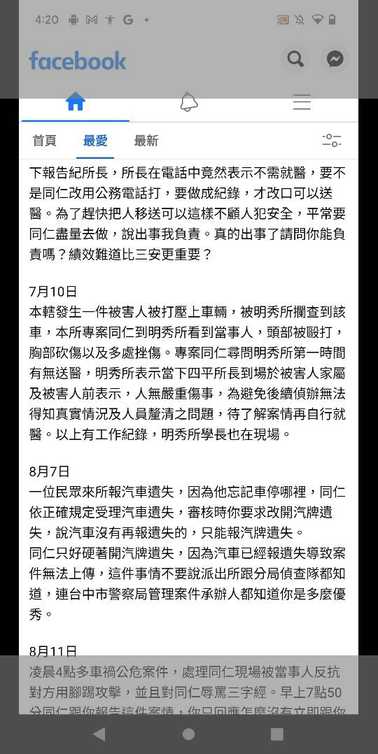 4:20
facebook
首頁
最愛
最新
下報告紀所長，所長在電話中竟然表示不需就醫，要不
是同仁改用公務電話打，要做成紀錄，才改口可以送
醫。為了趕快把人移送可以這樣不顧人犯安全，平常要
同仁盡量去做，說出事我負責。真的出事了請問你能負
責嗎？績效難道比三安更重要？
7月10日
本轄發生一件被害人被打壓上車輛，被明秀所攔查到該
車，本所專案同仁到明秀所看到當事人，頭部被毆打，
胸部砍傷以及多處挫傷。專案同仁尋問明秀所第一時間
有無送醫，明秀所表示當下四平所長到場於被害人家屬
及被害人前表示，人無嚴重傷事，為避免後續偵辦無法
得知真實情況及人員釐清之問題，待了解案情再自行就
醫。以上有工作紀錄，明秀所學長也在現場。
8月7日
一位民眾來所報汽車遺失，因為他忘記車停哪裡，同仁
依正確規定受理汽車遺失，審核時你要求改開汽牌遺
失，說汽車沒有再報遺失的，只能報汽牌遺失。
同仁只好硬著開汽牌遺失，因為汽車已經報遺失導致案
件無法上傳，這件事情不要說派出所跟分局偵查隊都知
道，連台中市警察局管理案件承辦人都知道你是多麼優
秀。
8月11日
凌晨4點多車禍公危案件，處理同仁現場被當事人反抗
對方用腳踢攻擊，並且對同仁辱罵三字經。早上7點50
分同仁跟你報告這件案情，你只回應怎麼沒有立即跟你